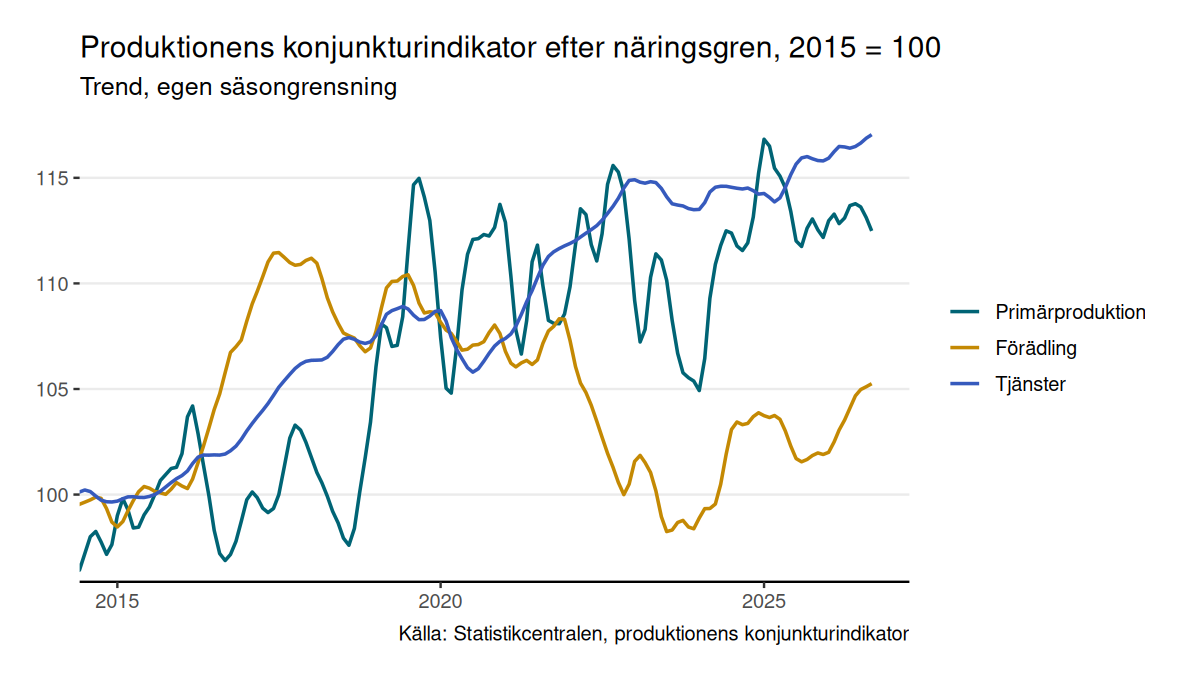 Produktionens konjunkturindikator efter näringsgren, 2015 = 100
Trend, egen säsongrensning
115
110
105
100
2015
2020
2025
Primärproduktion
Förädling
Tjänster
Källa: Statistikcentralen, produktionens konjunkturindikator